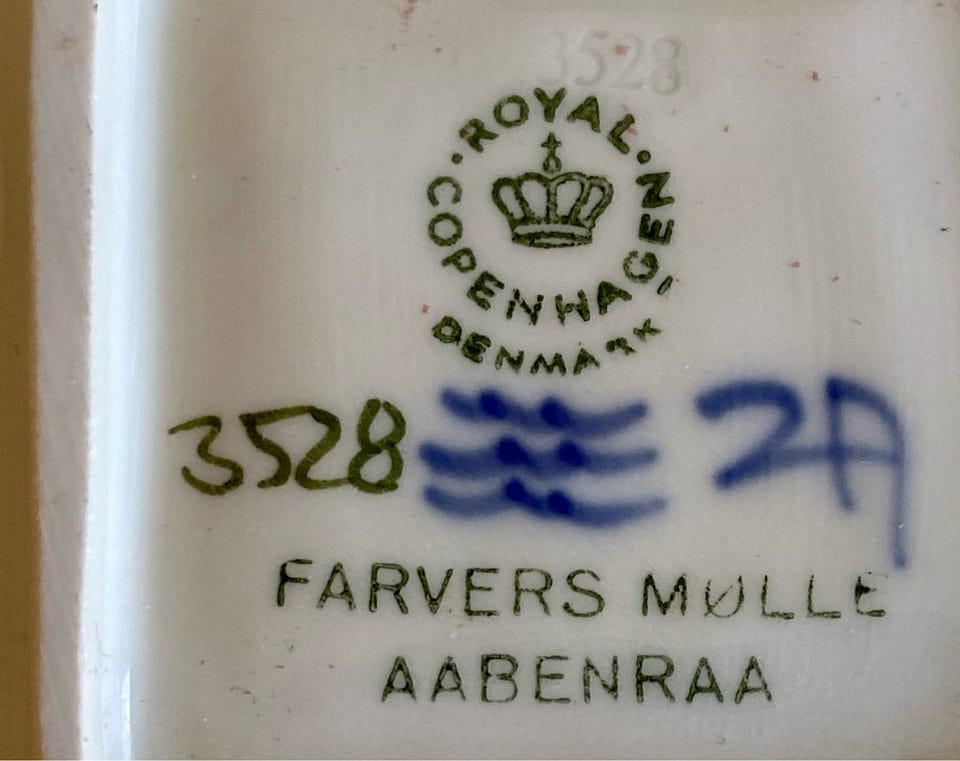 3528
ROYAL
COPENHAGEN
DENMARK
3528 2A
FARVERS MØLLE
AABENRAA